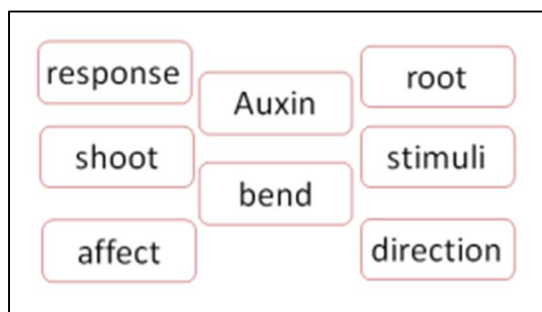 response
Auxin
root
shoot
bend
stimuli
affect
direction